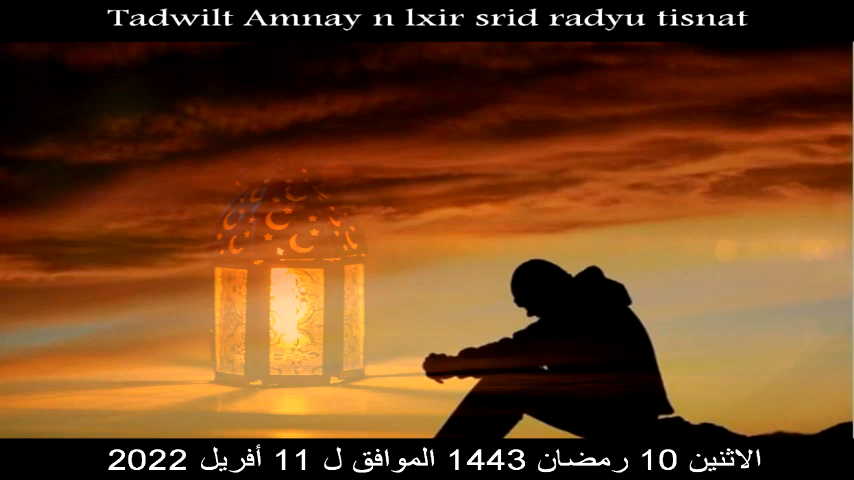 Tadwilt Amnay n lxir srid radyu tisnat
الاثنين 10 رمضان 1443 الموافق ل 11 أفريل 2022